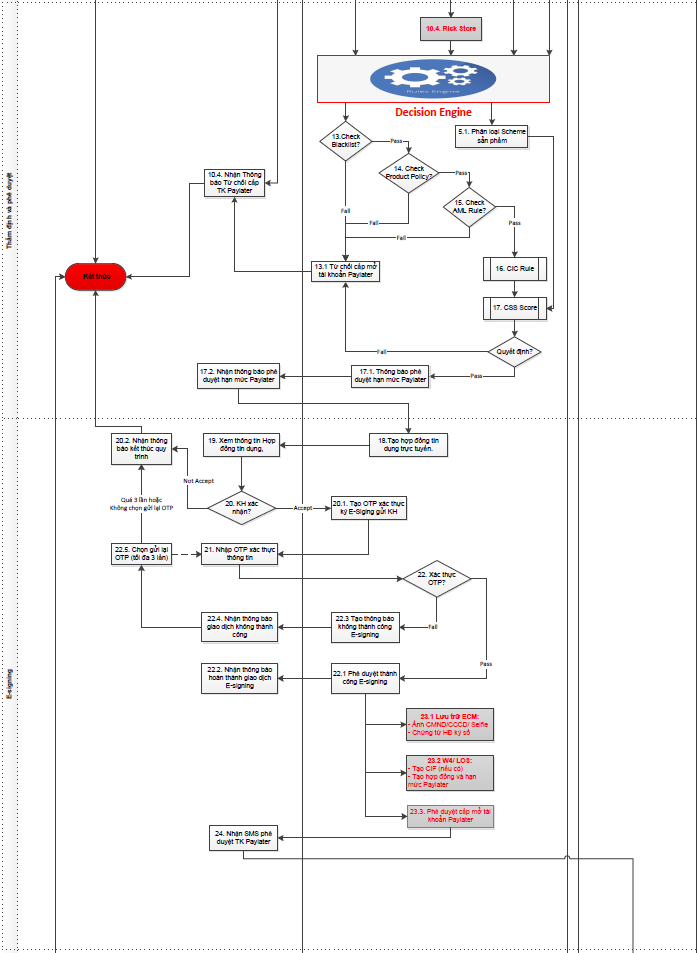 10.4. Rick Store
Rules Engine
Decision Engine
13.Check
Blacklist?
Pass
5.1. Phân loại Scheme
sản phẩm
14. Check
Product Policy?
Pass
10.4. Nhận Thông
báo Từ chối cấp
TK Paylater
15. Check
AML Rule?
Fail
Fail
Pass
Fail
Thẩm định và phê duyệt
Kết thúc
13.1 Từ chối cấp mở
tài khoản Paylater
16. CIC Rule
17. CSS Score
Fail
Quyết định?
17.2. Nhận thông báo phê
duyệt hạn mức Paylater
17.1. Thông báo phê
duyệt hạn mức Paylater
Pass
20.2. Nhận thông
báo kết thúc quy
trình
19. Xem thông tin Hợp
đồng tín dụng,
18.Tạo hợp đồng tín
dụng trực tuyến.
Not Accept
Quá 3 lần hoặc
Không chọn gửi lại OTP
20. KH xác
nhận?
Accept
20.1. Tạo OTP xác thực
ký E-Siging gửi KH
22.5. Chọn gửi lại
OTP (tối đa 3 lần)
21. Nhập OTP xác thực
thông tin
22. Xác thực
OTP?
22.4. Nhận thông báo
giao dịch không thành
công
22.3 Tạo thông báo
không thành công
E-signing
Fail
Pass
E-signing
22.2. Nhận thông báo
hoàn thành giao dịch
E-signing
22.1 Phê duyệt thành
công E-signing
23.1 Lưu trữ ECM:
- Ảnh CMND/CCCD/ Selfie
- Chứng từ HĐ ký số
23.2 W4/ LOS:
- Tạo CIF (nếu có)
- Tạo hợp đồng và hạn
mức Paylater
23.3. Phê duyệt cấp mở tài
khoản Paylater
24. Nhận SMS phê
duyệt TK Paylater